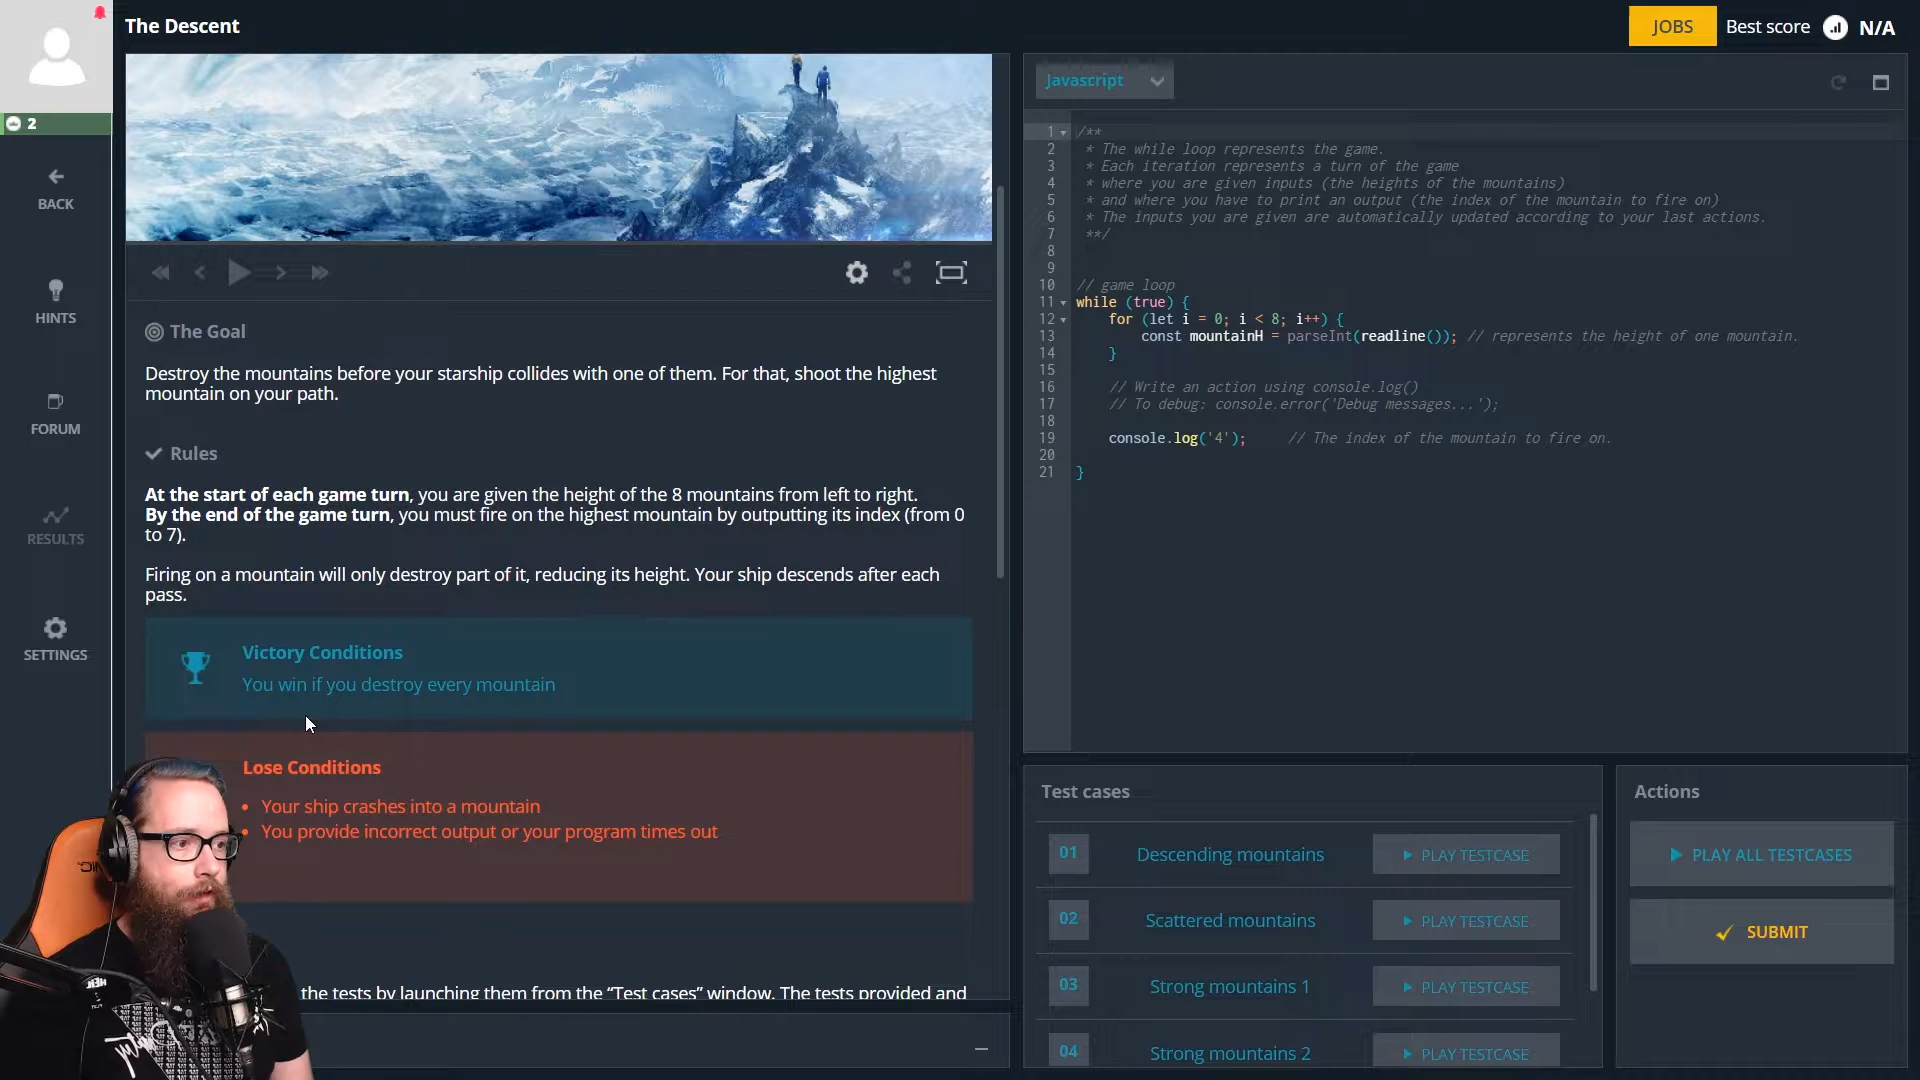 The Descent
JOBS
Best score
N/A
2
BACK
HINTS
FORUM
RESULTS
SETTINGS
The Goal
Destroy the mountains before your starship collides with one of them. For that, shoot the highest
mountain on your path.
Rules
At the start of each game turn, you are given the height of the 8 mountains from left to right.
By the end of the game turn, you must fire on the highest mountain by outputting its index (from 0
to 7).
Firing on a mountain will only destroy part of it, reducing its height. Your ship descends after each
pass.
Victory Conditions
You win if you destroy every mountain
Lose Conditions
• Your ship crashes into a mountain
• You provide incorrect output or your program times out
the tests by launching them from the “Test cases” window. The tests provided and
Javascript
1 /**
2 * The while loop represents the game.
3 * Each iteration represents a turn of the game
4 * where you are given inputs (the heights of the mountains)
5 * and where you have to print an output (the index of the mountain to fire on)
6 * The inputs you are given are automatically updated according to your last actions.
7 **/
8
9
10 // game loop
11 while (true) {
12 for (let i = 0; i < 8; i++) {
13 const mountainH = parseInt(readline()); // represents the height of one mountain.
14 }
15
16 // Write an action using console.log()
17 // To debug: console.error('Debug messages...');
18
19 console.log('4'); // The index of the mountain to fire on.
20
21 }
Test cases
01 Descending mountains PLAY TESTCASE
02 Scattered mountains PLAY TESTCASE
03 Strong mountains 1 PLAY TESTCASE
04 Strong mountains 2 PLAY TESTCASE
Actions
PLAY ALL TESTCASES
SUBMIT